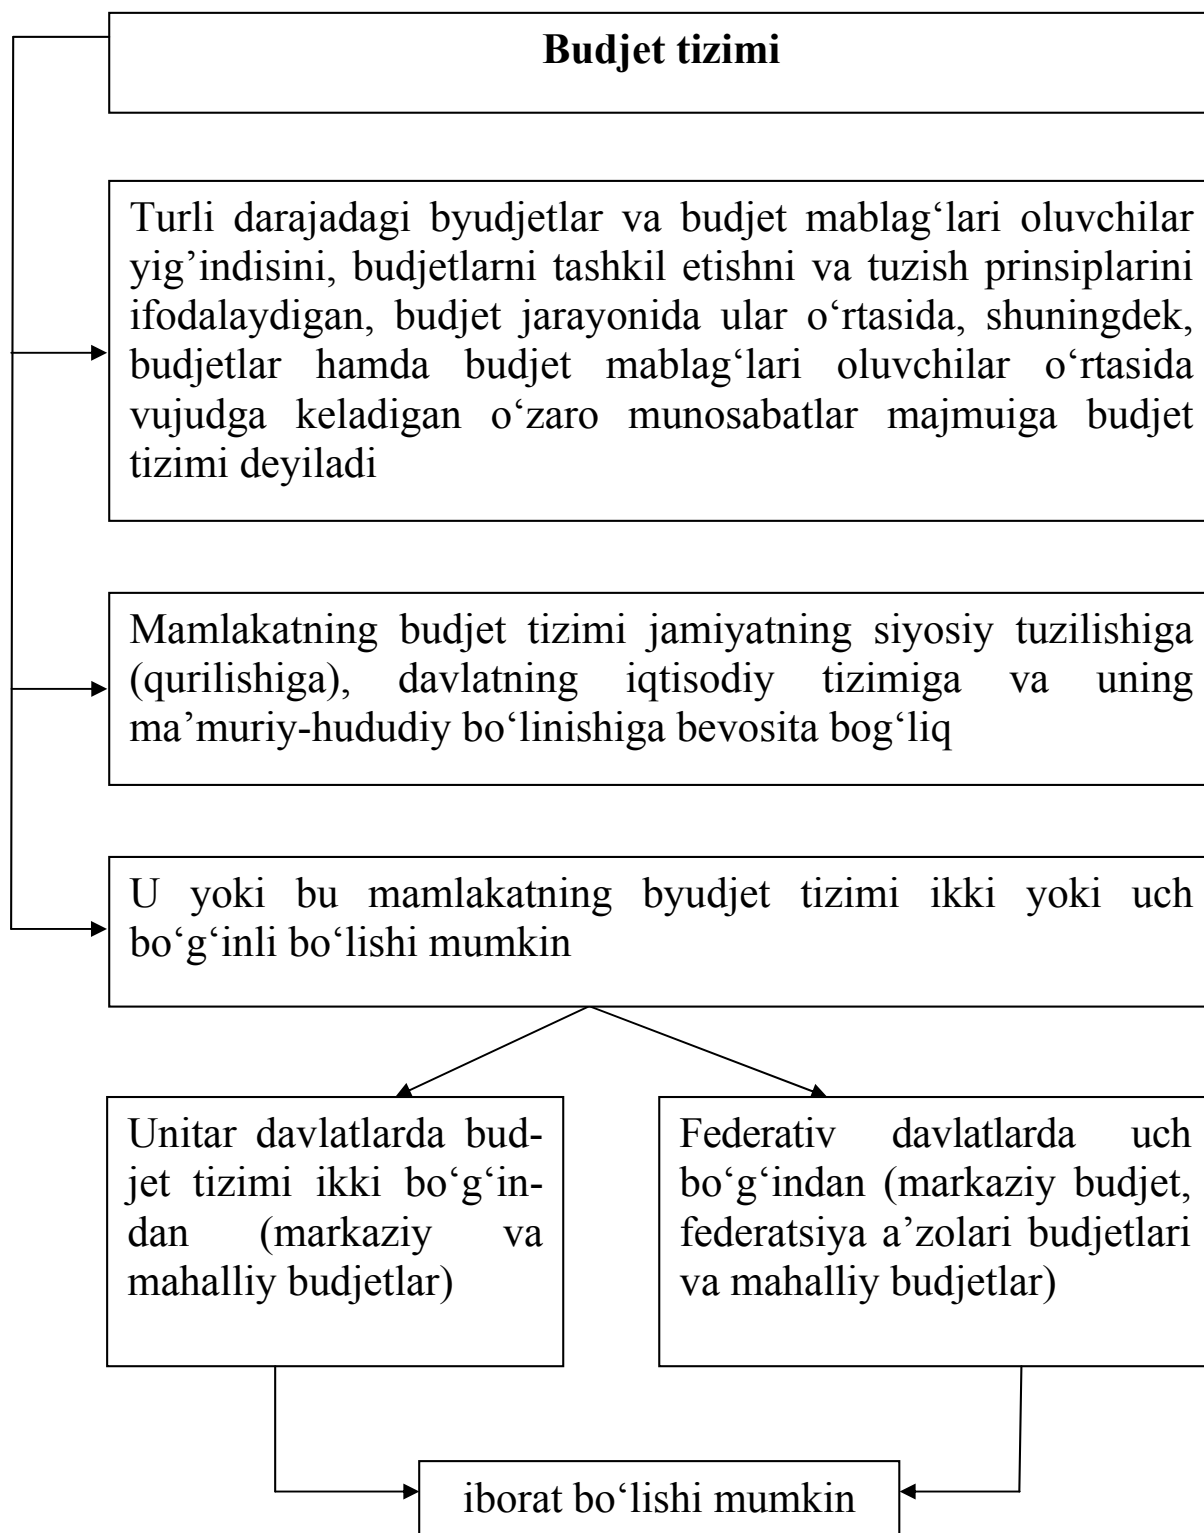 Budjet tizimi
Turli darajadagi byudjetlar va budjet mablag‘lari oluvchilar
yig’indisini, budjetlarni tashkil etishni va tuzish prinsiplarini
ifodalaydigan, budjet jarayonida ular o‘rtasida, shuningdek,
budjetlar hamda budjet mablag‘lari oluvchilar o‘rtasida
vujudga keladigan o‘zaro munosabatlar majmuiga budjet
tizimi deyiladi
Mamlakatning budjet tizimi jamiyatning siyosiy tuzilishiga
(qurilishiga), davlatning iqtisodiy tizimiga va uning
ma’muriy-hududiy bo‘linishiga bevosita bog‘liq
U yoki bu mamlakatning byudjet tizimi ikki yoki uch
bo‘g‘inli bo‘lishi mumkin
Unitar davlatlarda bud-
jet tizimi ikki bo‘g‘in-
dan (markaziy va
mahalliy budjetlar)
Federativ davlatlarda uch
bo‘g‘indan (markaziy budjet,
federatsiya a’zolari budjetlari
va mahalliy budjetlar)
iborat bo‘lishi mumkin